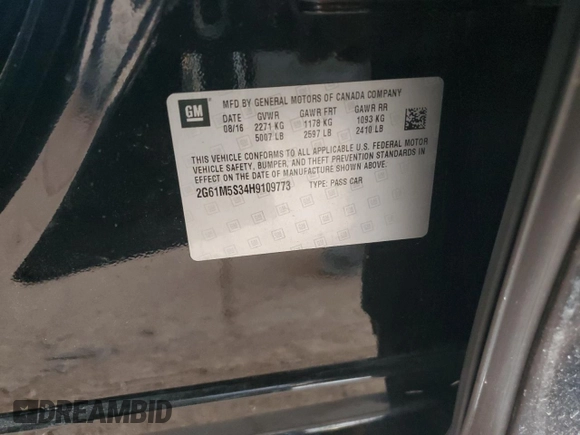 GM
MFD BY GENERAL MOTORS OF CANADA COMPANY
DATE GVWR GAWR FRT GAWR RR
08/16 2271 KG 1178 KG 1093 KG
5007 LB 2597 LB 2410 LB
THIS VEHICLE CONFORMS TO ALL APPLICABLE U.S. FEDERAL MOTOR
VEHICLE SAFETY, BUMPER, AND THEFT PREVENTION STANDARDS IN
EFFECT ON THE DATE OF MANUFACTURE SHOWN ABOVE.
2G61M5S34H9109773 TYPE: PASS CAR
DREAMBID